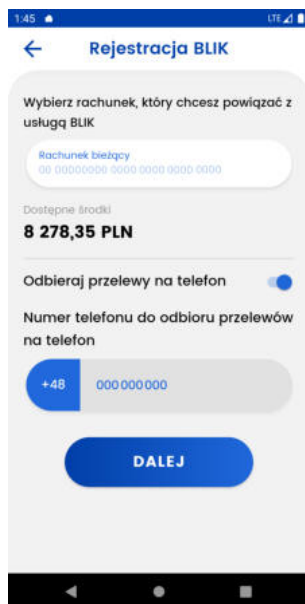 1:45 LTE
Rejestracja BLIK
Wybierz rachunek, który chcesz powiązać z
usługą BLIK
Rachunek bieżący
00 00000000 0000 0000 0000 0000
Dostępne środki
8 278,35 PLN
Odbieraj przelewy na telefon
Numer telefonu do odbioru przelewów
na telefon
+48 000 000 000
DALEJ